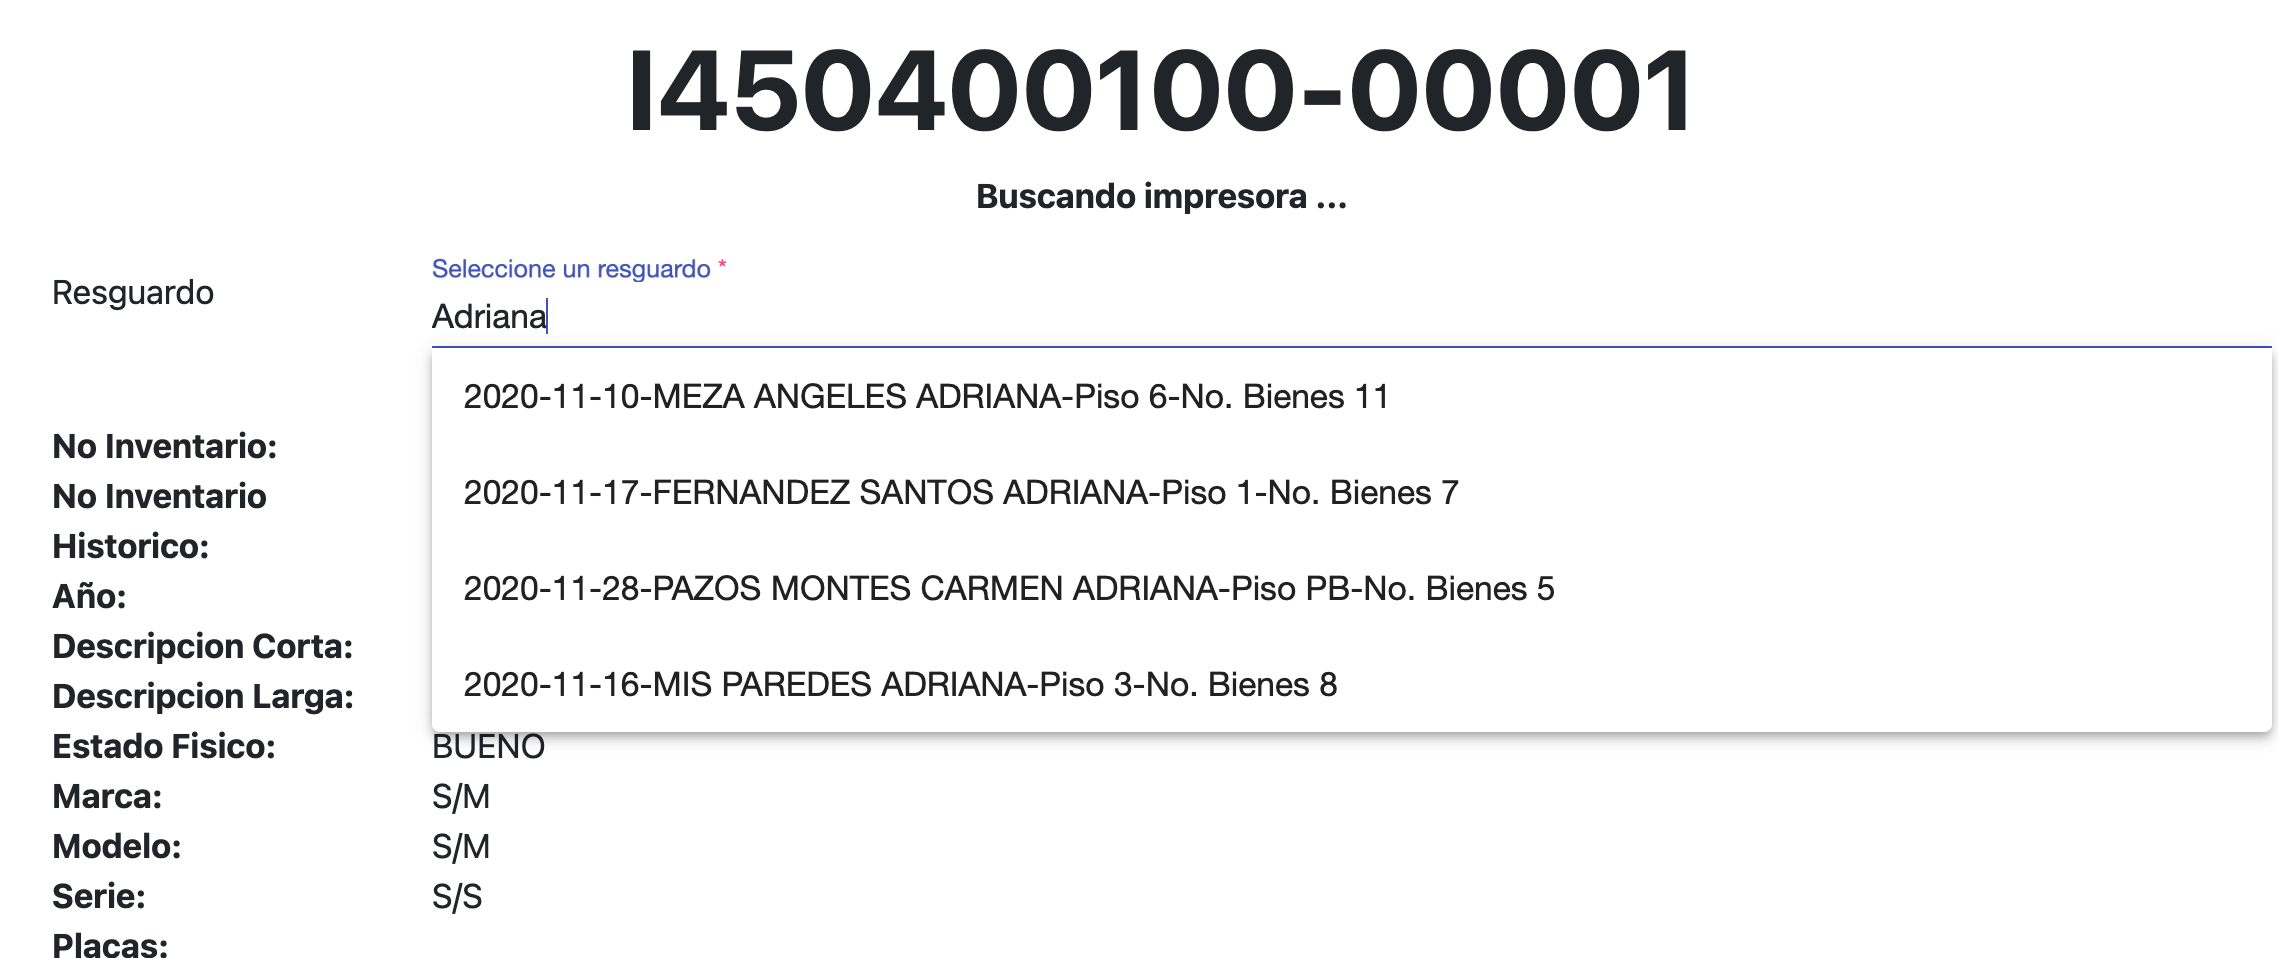 I450400100-00001
Buscando impresora ...
Resguardo
Seleccione un resguardo *
Adriana
2020-11-10-MEZA ANGELES ADRIANA-Piso 6-No. Bienes 11
2020-11-17-FERNANDEZ SANTOS ADRIANA-Piso 1-No. Bienes 7
2020-11-28-PAZOS MONTES CARMEN ADRIANA-Piso PB-No. Bienes 5
2020-11-16-MIS PAREDES ADRIANA-Piso 3-No. Bienes 8
No Inventario:
No Inventario
Historico:
Año:
Descripcion Corta:
Descripcion Larga:
Estado Fisico: BUENO
Marca: S/M
Modelo: S/M
Serie: S/S
Placas: